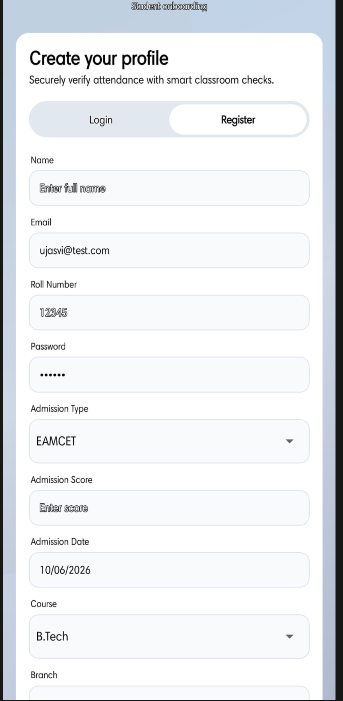 Student onboarding
Create your profile
Securely verify attendance with smart classroom checks.
Login
Register
Name
Enter full name
Email
ujasvi@test.com
Roll Number
12345
Password
••••••
Admission Type
EAMCET
Admission Score
Enter score
Admission Date
10/06/2026
Course
B.Tech
Branch